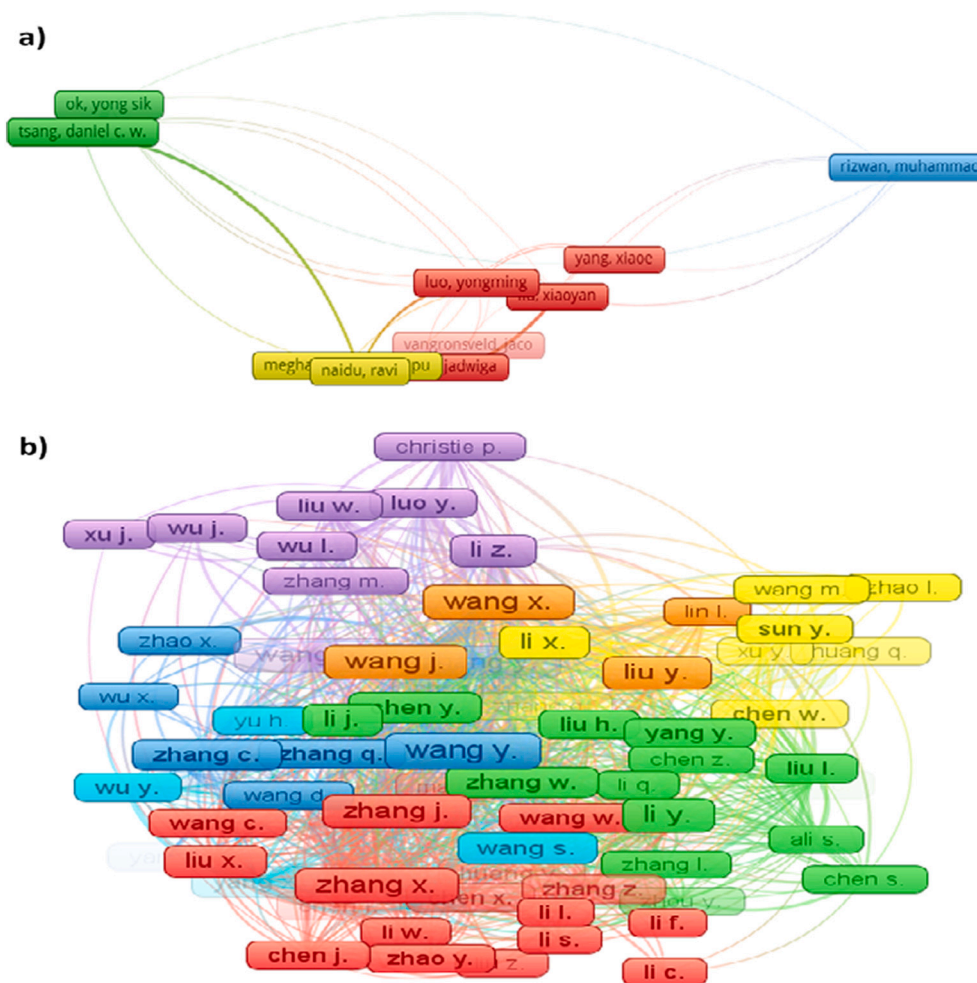 a)
ok, yong sik
tsang, daniel c. w.
rizwan, muhammad
yang, xiaoe
luo, yongming
xiaoyan
vangronsveld, jaco
jadwiga
naidu, ravi
b)
christie p.
liu w.
luo y.
xu j.
wu j.
wu l.
li z.
zhang m.
wang x.
wang m.
zhao l.
lin l.
sun y.
zhao x.
li x.
wang
xu y.
huang q.
wang j.
liu y.
wu x.
chen y.
chen w.
yu h.
li j.
liu h.
yang y.
zhang c.
zhang q.
wang y.
chen z.
liu l.
wu y.
zhang w.
li q.
wang d.
zhang j.
wang w.
li y.
wang c.
ali s.
wang s.
liu x.
zhang l.
chen s.
zhang x.
zhang z.
chen x.
zhou y.
li l.
li f.
li w.
li s.
chen j.
zhao y.
z.
li c.